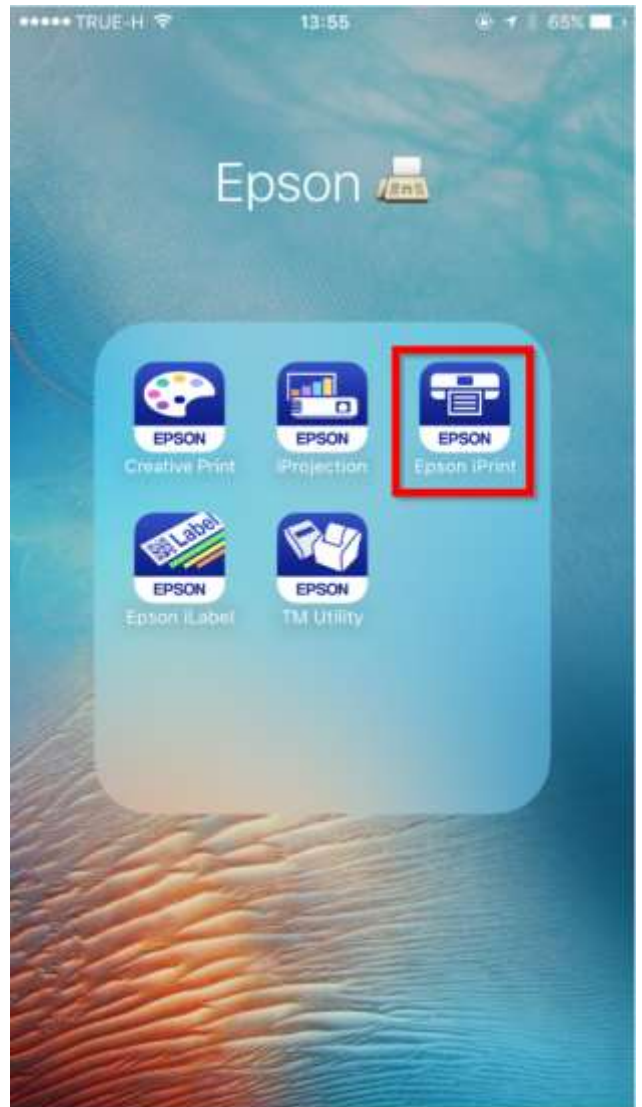 TRUE-H 13:55 65%
Epson
EPSON EPSON EPSON
Creative Print iProjection Epson iPrint
Label
EPSON EPSON
Epson iLabel TM Utility